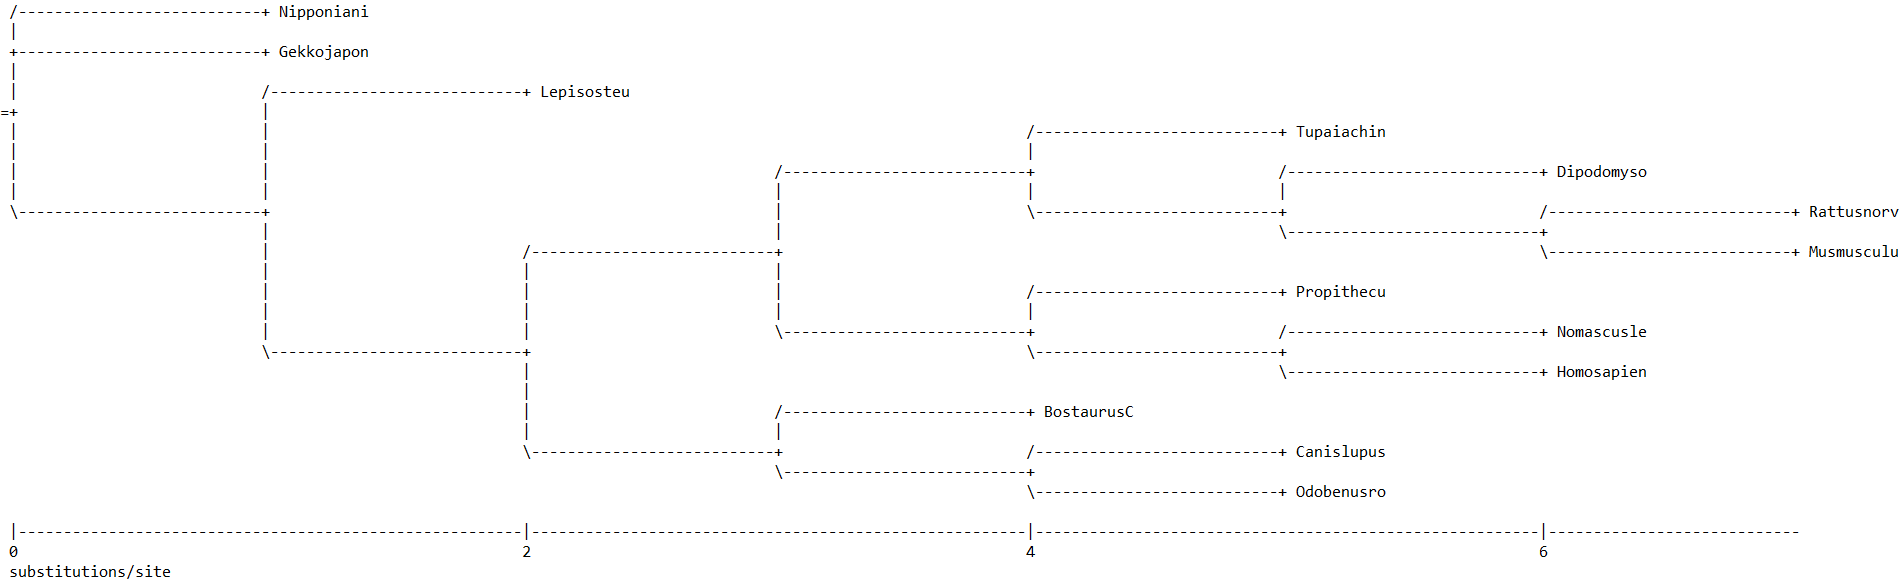 Nipponiani
Gekkojapon
Lepisosteu
Tupaiachin
Dipodomyso
Rattusnorv
Musmusculu
Propithecu
Nomascusle
Homosapien
BostaurusC
Canislupus
Odobenusro
0 2 4 6
substitutions/site